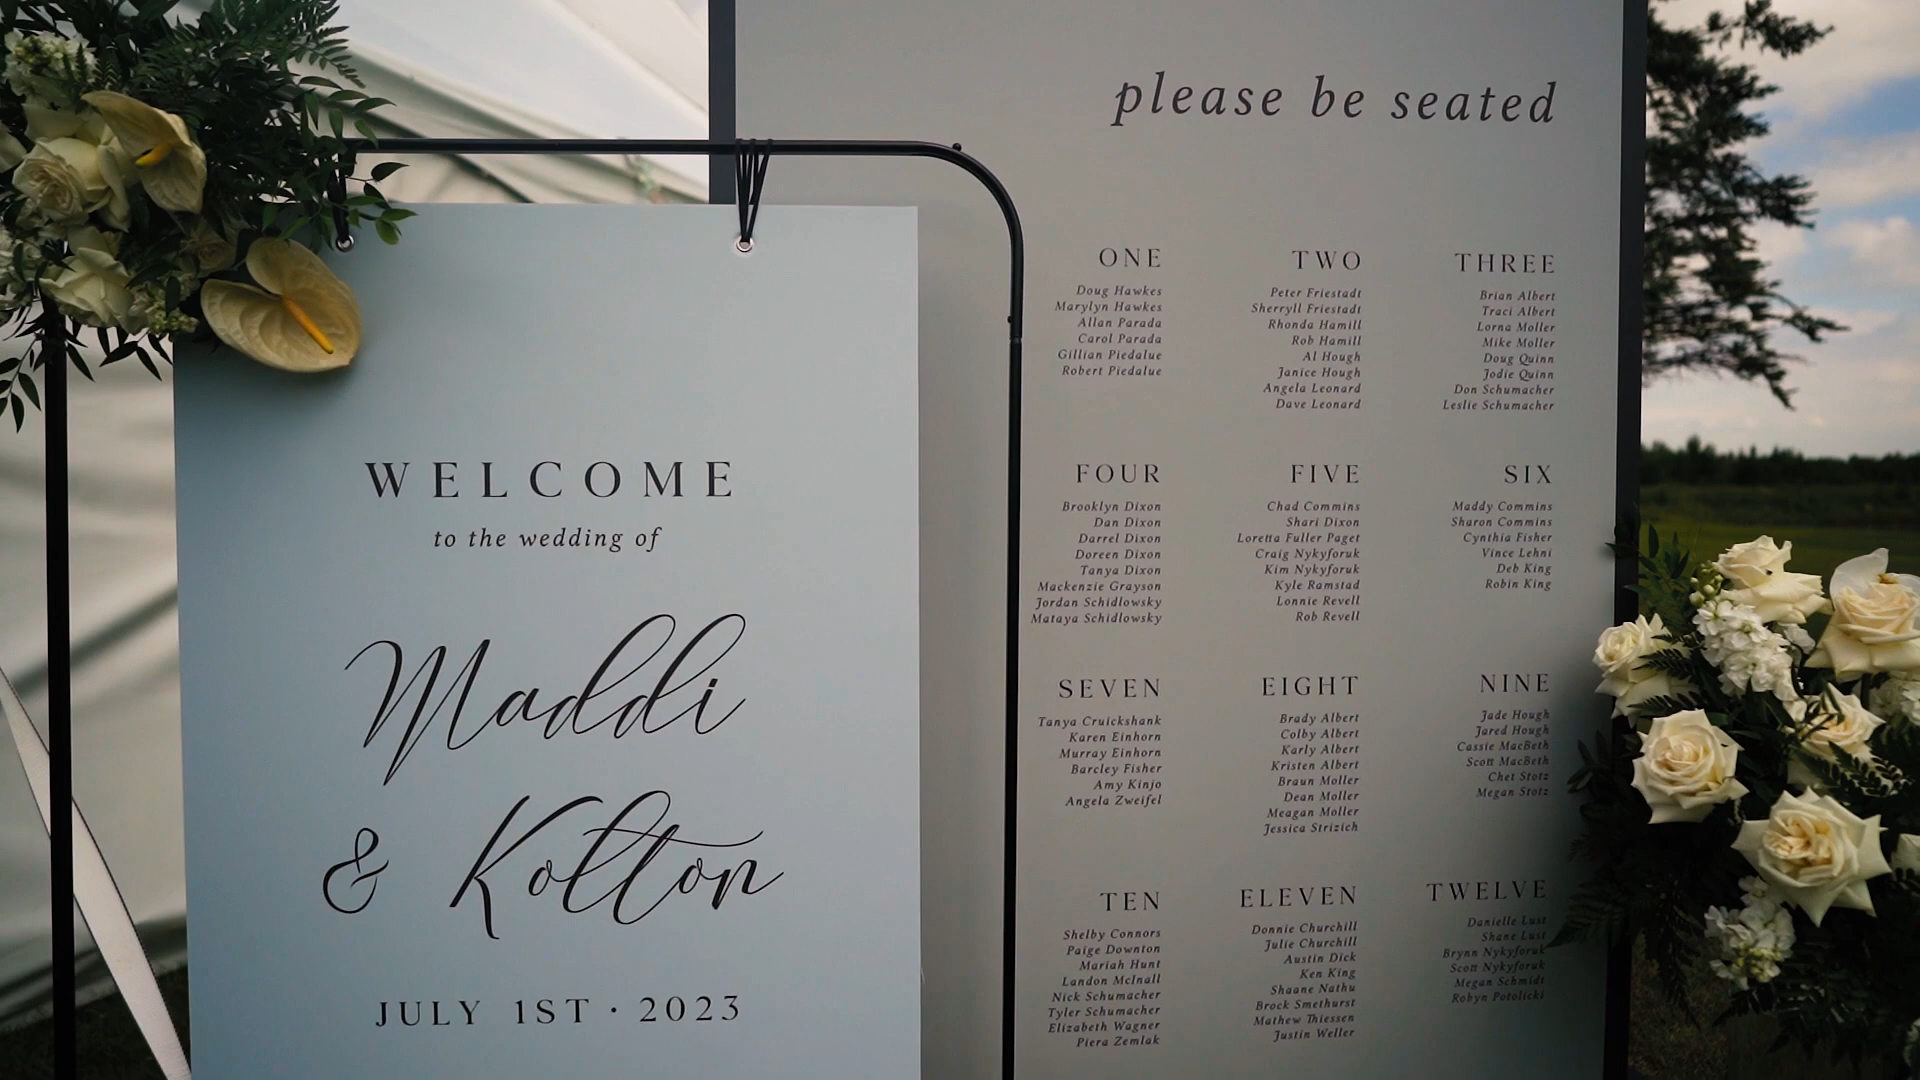 WELCOME
to the wedding of
Maddi
& Kolton
JULY 1ST · 2023
please be seated
ONE
Doug Hawkes
Marylyn Hawkes
Allan Parada
Carol Parada
Gillian Piedalue
Robert Piedalue
TWO
Peter Friestadt
Sherryll Friestadt
Rhonda Hamill
Rob Hamill
Al Hough
Janice Hough
Angela Leonard
Dave Leonard
THREE
Brian Albert
Traci Albert
Lorna Moller
Mike Moller
Doug Quinn
Jodie Quinn
Don Schumacher
Leslie Schumacher
FOUR
Brooklyn Dixon
Dan Dixon
Darrel Dixon
Doreen Dixon
Tanya Dixon
Mackenzie Grayson
Jordan Schidlowsky
Mataya Schidlowsky
FIVE
Chad Commins
Shari Dixon
Loretta Fuller Paget
Craig Nykyforuk
Kim Nykyforuk
Kyle Ramstad
Lonnie Revell
Rob Revell
SIX
Maddy Commins
Sharon Commins
Cynthia Fisher
Vince Lehni
Deb King
Robin King
SEVEN
Tanya Cruickshank
Karen Einhorn
Murray Einhorn
Barcley Fisher
Amy Kinjo
Angela Zweifel
EIGHT
Brady Albert
Colby Albert
Karly Albert
Kristen Albert
Braun Moller
Dean Moller
Meagan Moller
Jessica Strizich
NINE
Jade Hough
Jared Hough
Cassie MacBeth
Scott MacBeth
Chet Stotz
Megan Stotz
TEN
Shelby Connors
Paige Downton
Mariah Hunt
Landon McInall
Nick Schumacher
Tyler Schumacher
Elizabeth Wagner
Piera Zemlak
ELEVEN
Donnie Churchill
Julie Churchill
Austin Dick
Ken King
Shaane Nathu
Brock Smethurst
Mathew Thiessen
Justin Weller
TWELVE
Danielle Lust
Shane Lust
Brynn Nykyforuk
Scott Nykyforuk
Megan Schmidt
Robyn Potolicki